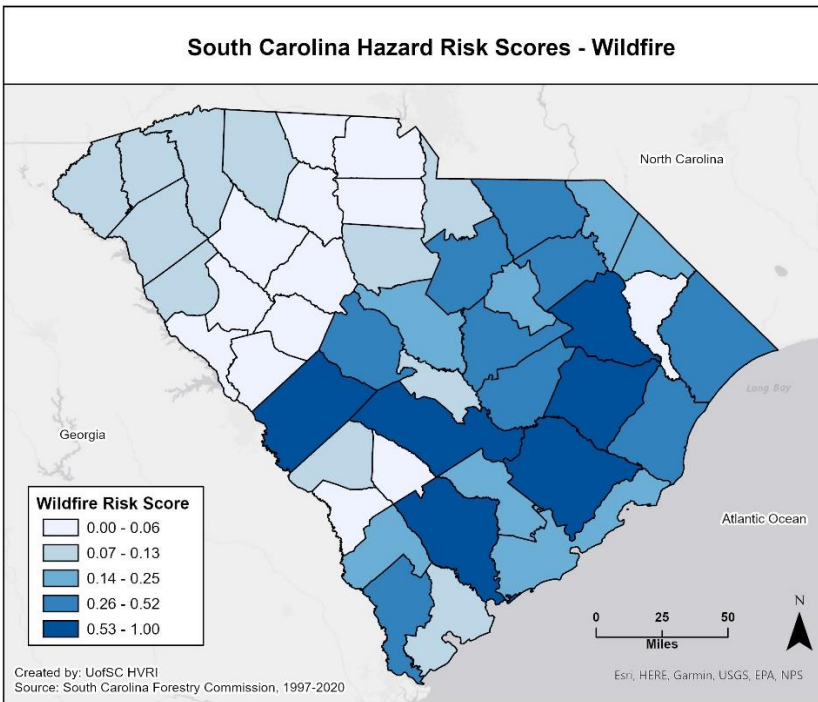 South Carolina Hazard Risk Scores - Wildfire
North Carolina
Long Bay
Georgia
Atlantic Ocean
Wildfire Risk Score
0.00 - 0.06
0.07 - 0.13
0.14 - 0.25
0.26 - 0.52
0.53 - 1.00
N
0 25 50
Miles
Created by: UofSC HVRI
Source: South Carolina Forestry Commission, 1997-2020
Esri, HERE, Garmin, USGS, EPA, NPS